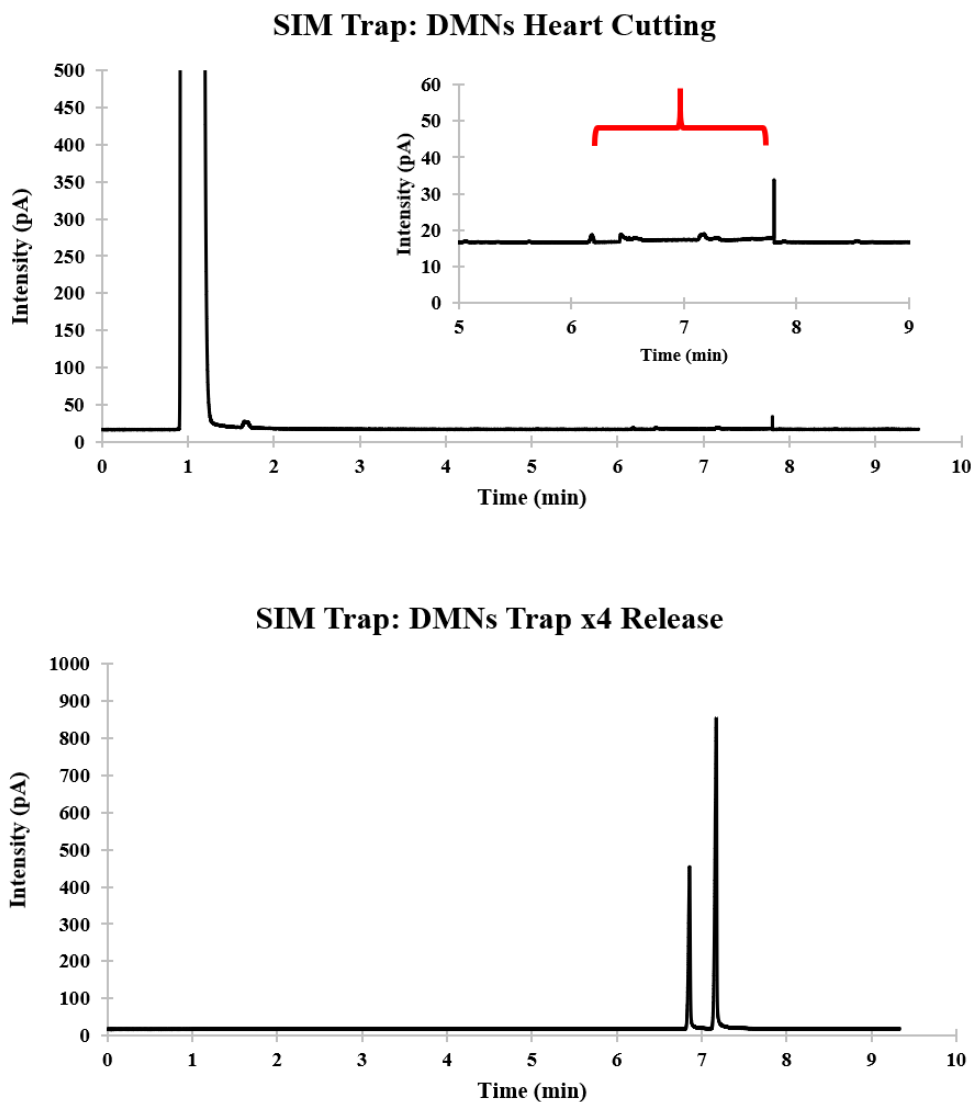 SIM Trap: DMNs Heart Cutting
500
450
400
350
300
250
200
150
100
50
0
Intensity (pA)
0 1 2 3 4 5 6 7 8 9 10
Time (min)
60
50
40
30
20
10
0
Intensity (pA)
5 6 7 8 9
Time (min)
SIM Trap: DMNs Trap x4 Release
1000
900
800
700
600
500
400
300
200
100
0
Intensity (pA)
0 1 2 3 4 5 6 7 8 9 10
Time (min)